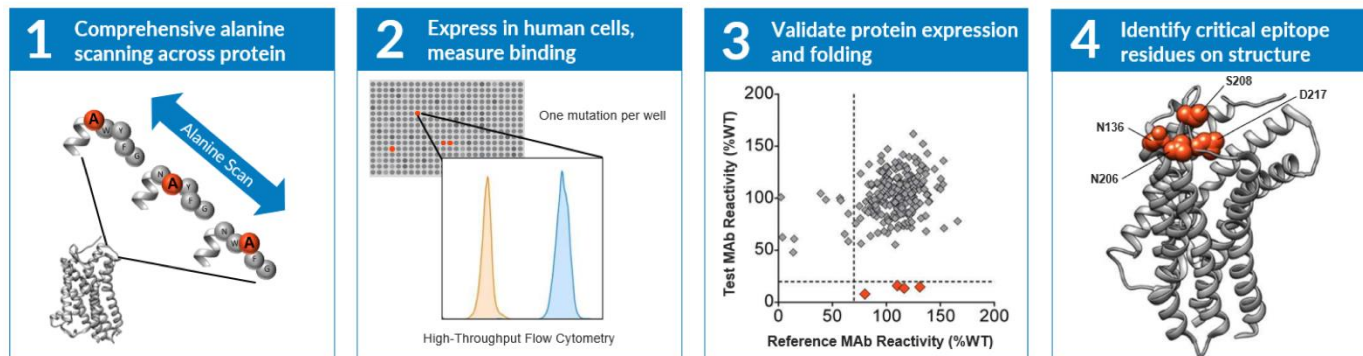 1 Comprehensive alanine
scanning across protein
A
W
Y
F
G
Alanine Scan
N
A
Y
F
G
N
W
A
F
G
2 Express in human cells,
measure binding
One mutation per well
High-Throughput Flow Cytometry
3 Validate protein expression
and folding
Test MAb Reactivity (%WT)
200
150
100
50
0
0 50 100 150 200
Reference MAb Reactivity (%WT)
4 Identify critical epitope
residues on structure
S208
D217
N136
N206